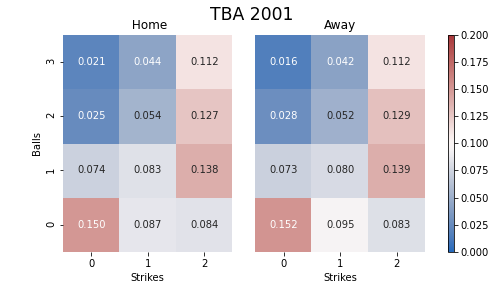 TBA 2001
Home
Away
Balls
3
0.021 0.044 0.112
0.016 0.042 0.112
2
0.025 0.054 0.127
0.028 0.052 0.129
1
0.074 0.083 0.138
0.073 0.080 0.139
0
0.150 0.087 0.084
0.152 0.095 0.083
0 1 2
Strikes
0 1 2
Strikes
0.200
0.175
0.150
0.125
0.100
0.075
0.050
0.025
0.000